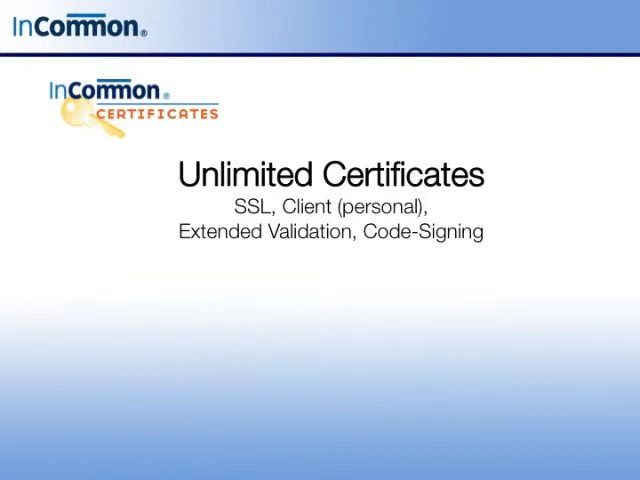 InCommon®
InCommon®
CERTIFICATES
Unlimited Certificates
SSL, Client (personal),
Extended Validation, Code-Signing